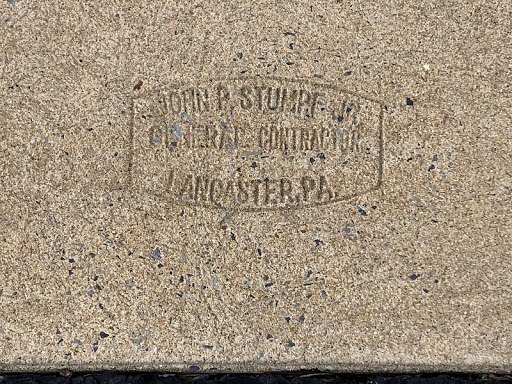 JOHN R. STUMPF JR.
GENERAL CONTRACTOR
LANCASTER, PA.